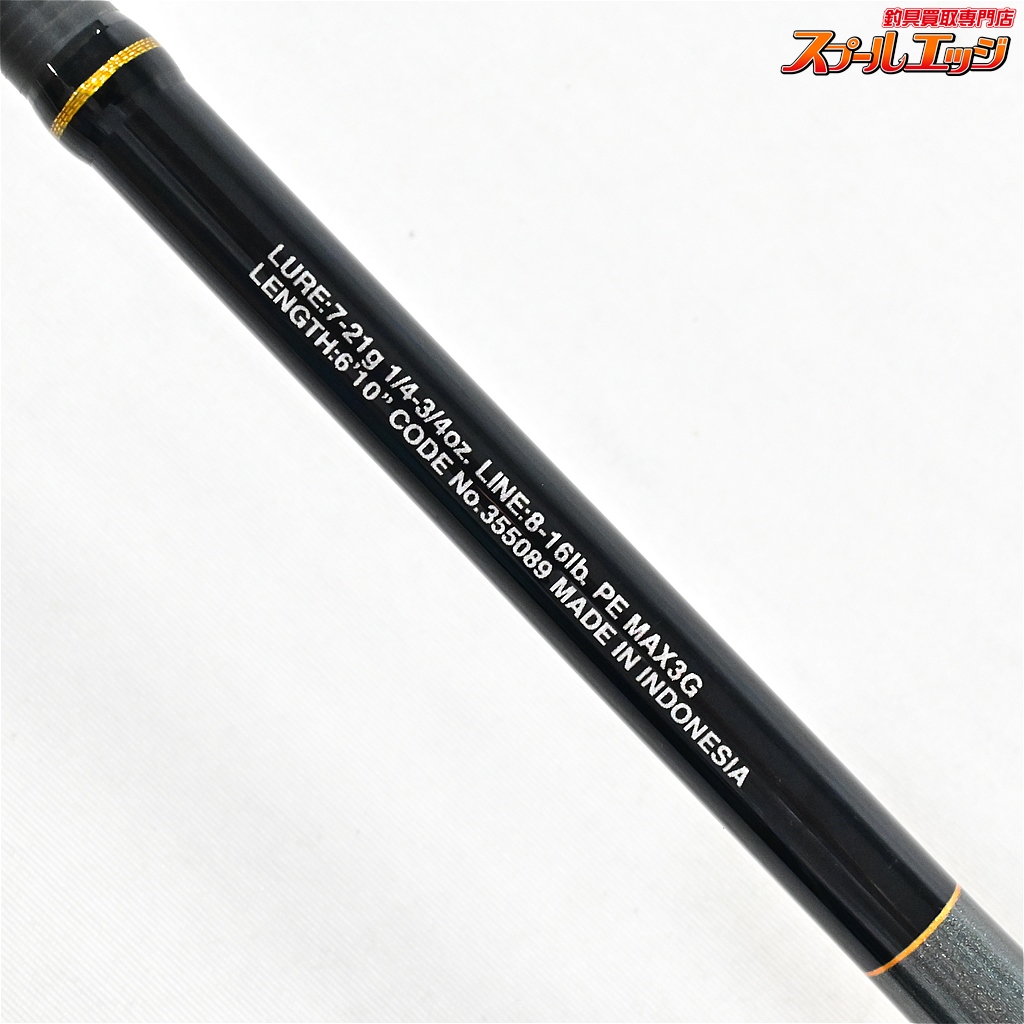 釣具買取専門店
スプールエッジ
LURE:7-21g 1/4-3/4oz. LINE:8-16lb. PE MAX3G
LENGTH:6'10" CODE No.355089 MADE IN INDONESIA